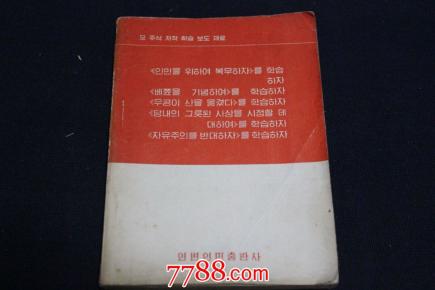 모 주석 저작 학습 보도 재료
《인민을 위하여 복무하자》를 학습
하자
《베쮼을 기념하여》를 학습하자
《우공이 산을 옮겼다》를 학습하자
《당내의 그릇된 사상을 시정할 데
대하여》를 학습하자
《자유주의를 반대하자》를 학습하자
연변인민출판사
7788.com